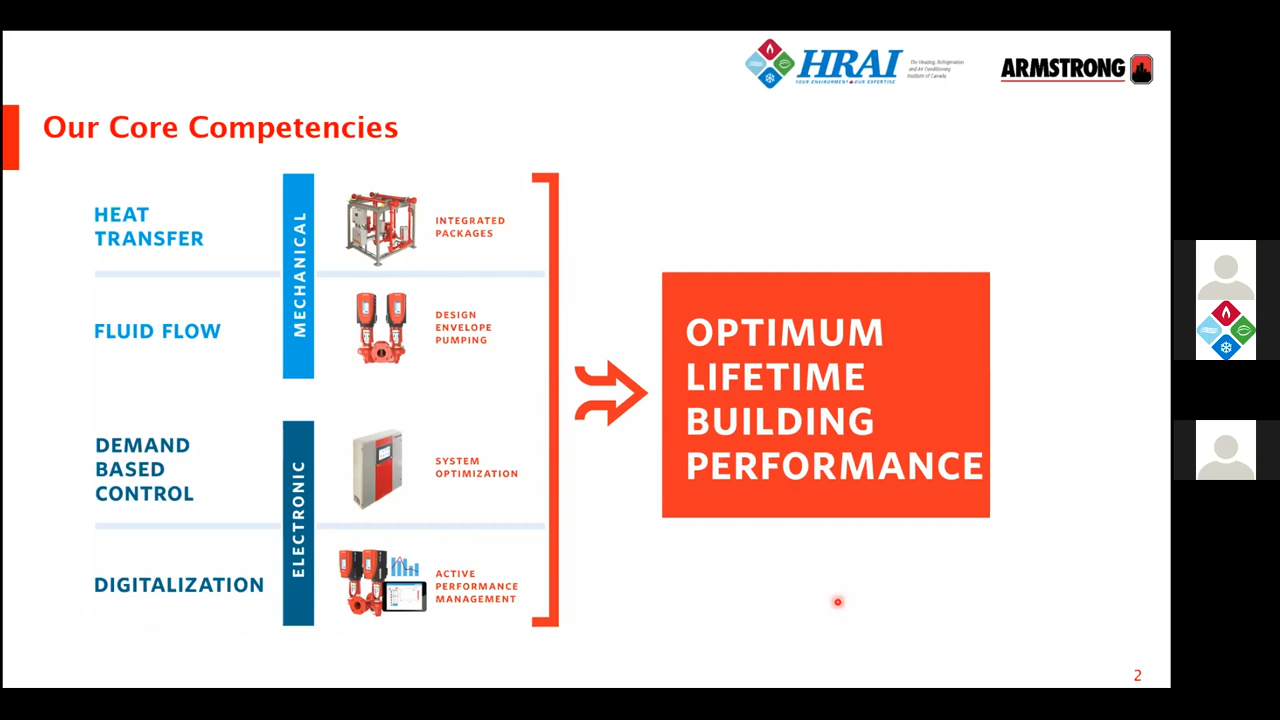 HRAI
YOUR ENVIRONMENT OUR EXPERTISE
The Heating, Refrigeration
and Air Conditioning
Institute of Canada
ARMSTRONG
Our Core Competencies
HEAT
TRANSFER
MECHANICAL
INTEGRATED
PACKAGES
FLUID FLOW
DESIGN
ENVELOPE
PUMPING
DEMAND
BASED
CONTROL
ELECTRONIC
SYSTEM
OPTIMIZATION
DIGITALIZATION
ACTIVE
PERFORMANCE
MANAGEMENT
OPTIMUM
LIFETIME
BUILDING
PERFORMANCE
2